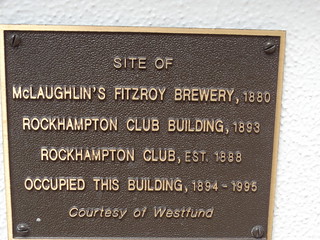 SITE OF
McLAUGHLIN'S FITZROY BREWERY, 1880
ROCKHAMPTON CLUB BUILDING, 1893
ROCKHAMPTON CLUB, EST. 1888
OCCUPIED THIS BUILDING, 1894-1995
Courtesy of Westfund